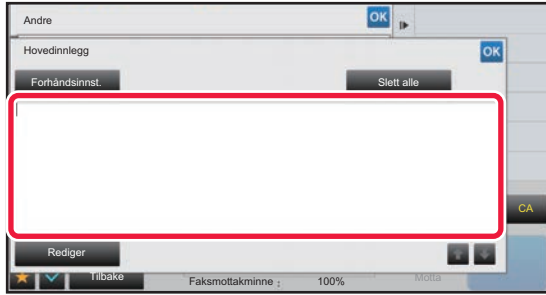 Andre OK
Hovedinnlegg OK
Forhåndsinnst. Slett alle
CA
Rediger
Tilbake Faksmottakminne : 100% Motta